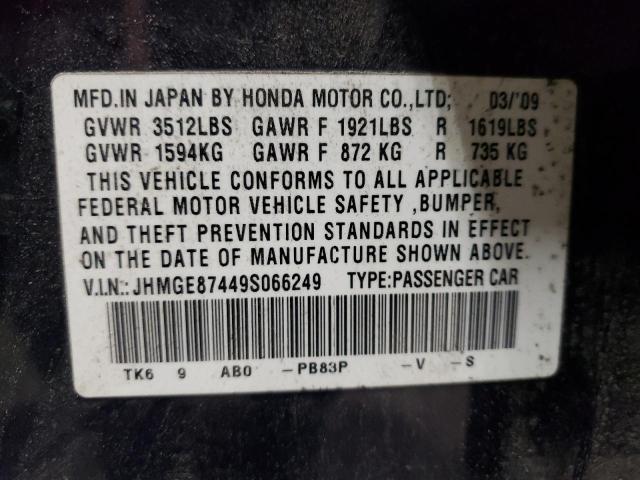 MFD.IN JAPAN BY HONDA MOTOR CO.,LTD; 03/'09
GVWR 3512LBS GAWR F 1921LBS R 1619LBS
GVWR 1594KG GAWR F 872 KG R 735 KG
THIS VEHICLE CONFORMS TO ALL APPLICABLE
FEDERAL MOTOR VEHICLE SAFETY ,BUMPER,
AND THEFT PREVENTION STANDARDS IN EFFECT
ON THE DATE OF MANUFACTURE SHOWN ABOVE.
V.I.N.: JHMGE87449S066249 TYPE:PASSENGER CAR
TK6 9 AB0 -PB83P -V -S